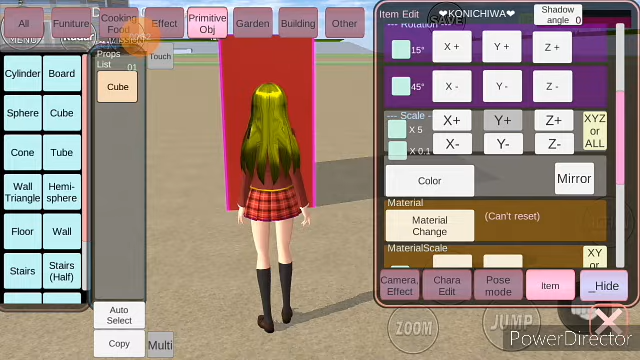 All
Funiture
Cooking
Food
Effect
Primitive
Obj
Garden
Building
Other
Item Edit
❤KONICHIWA❤
SAVE
Shadow
angle 0
MENU
Props
List
01
Touch
Cube
Cylinder
Board
Sphere
Cube
Cone
Tube
Wall
Triangle
Hemi-
sphere
Floor
Wall
Stairs
Stairs
(Half)
Auto
Select
Copy
Multi
--- Rotation ---
15°
X +
Y +
Z +
45°
X -
Y -
Z -
--- Scale -
X 5
X 0.1
X+
Y+
Z+
X-
Y-
Z-
XYZ
or
ALL
Color
Mirror
Material
Material
Change
(Can't reset)
MaterialScale
XY
or
Camera,
Effect
Chara
Edit
Pose
mode
Item
_Hide
ZOOM
JUMP
PowerDirector